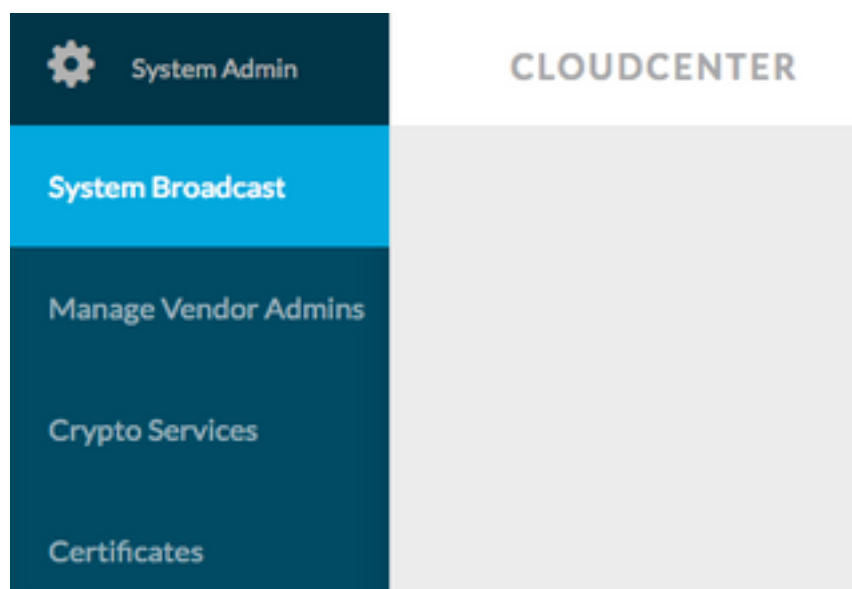 System Admin
CLOUDCENTER
System Broadcast
Manage Vendor Admins
Crypto Services
Certificates